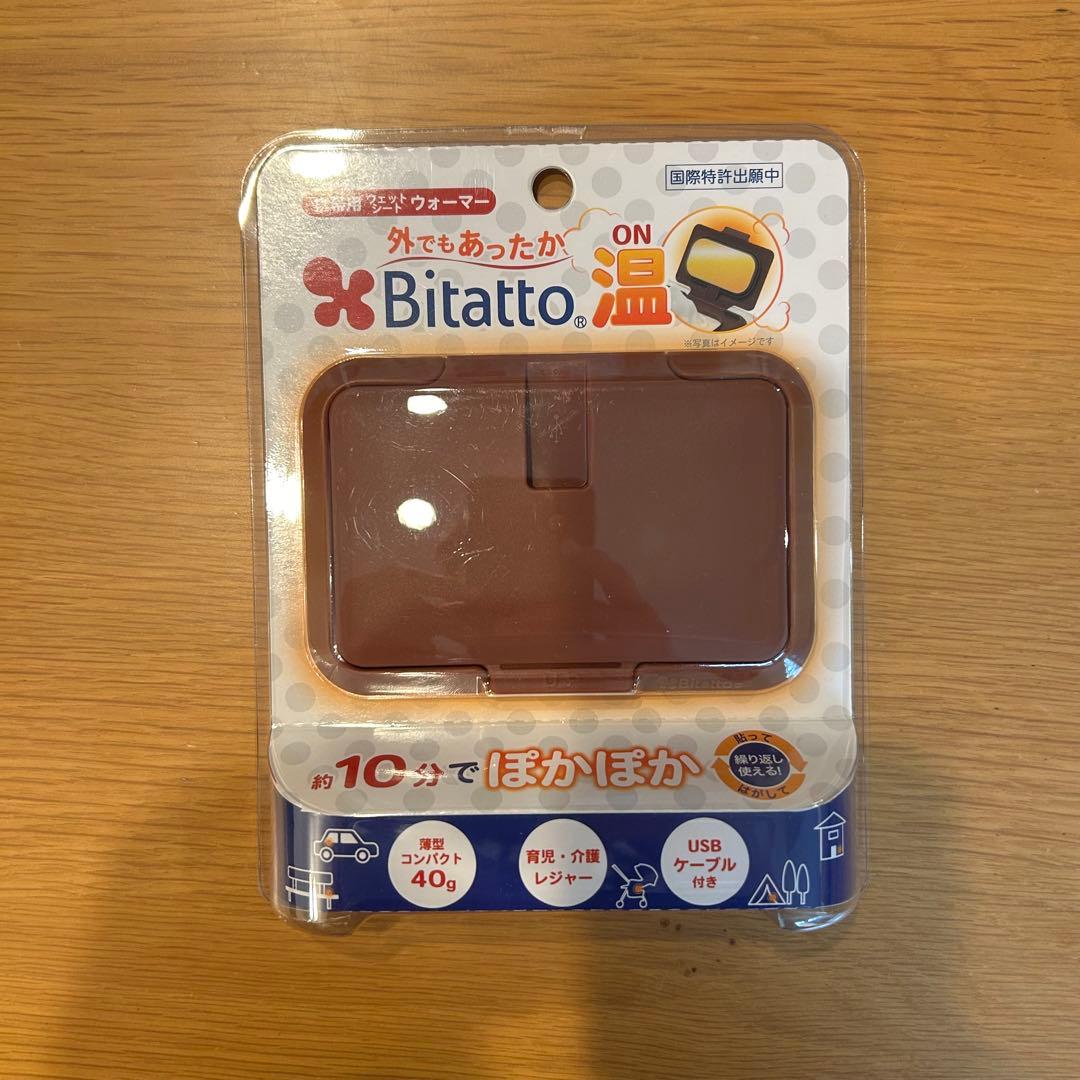 国際特許出願中
携帯用 ウェットシート ウォーマー
外でもあったか
ON
Bitatto® 温
※写真はイメージです
Bitatto
約10分で ぽかぽか
貼って
繰り返し
使える!
はがして
薄型
コンパクト
40g
育児・介護
レジャー
USB
ケーブル
付き